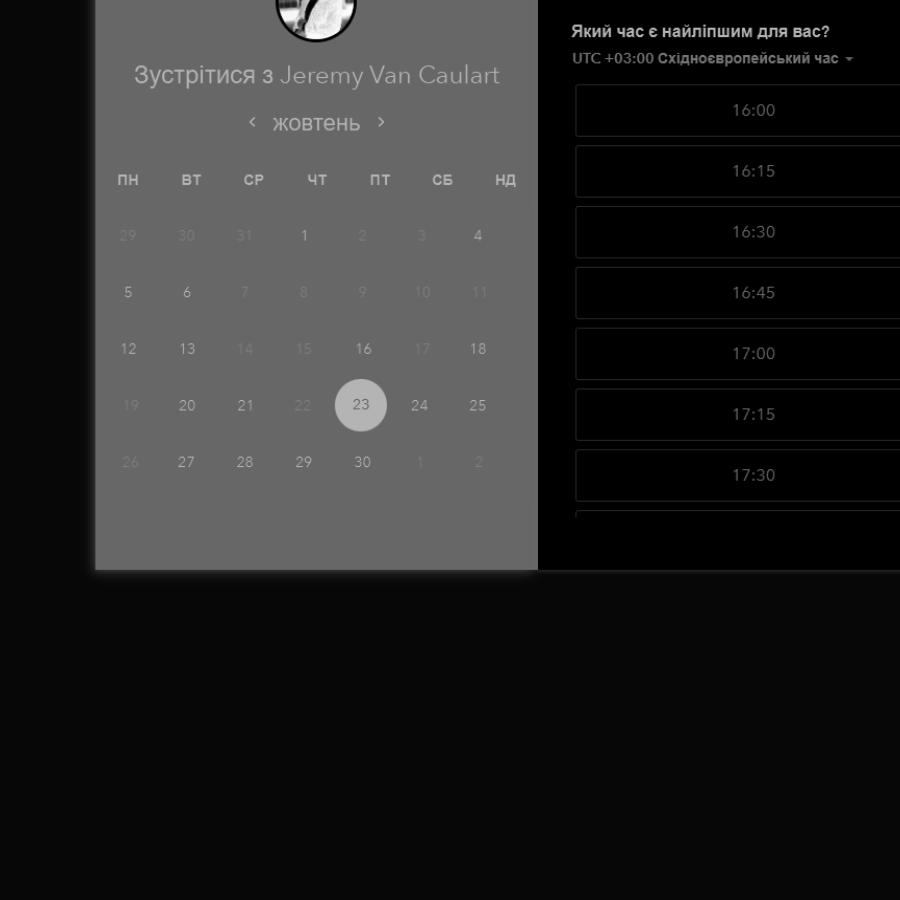 Зустрітися з Jeremy Van Caulart
жовтень
ПН ВТ СР ЧТ ПТ СБ НД
29 30 31 1 2 3 4
5 6 7 8 9 10 11
12 13 14 15 16 17 18
19 20 21 22 23 24 25
26 27 28 29 30 1 2
Який час є найліпшим для вас?
UTC +03:00 Східноєвропейський час
16:00
16:15
16:30
16:45
17:00
17:15
17:30